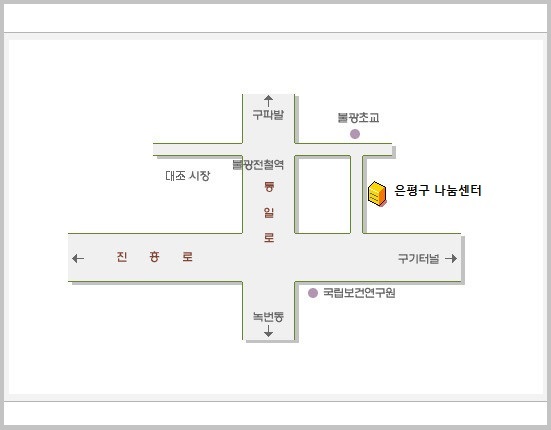 구파발
불광초교
불광전철역
대조 시장
은평구 나눔센터
통일로
진흥로
구기터널
국립보건연구원
녹번동